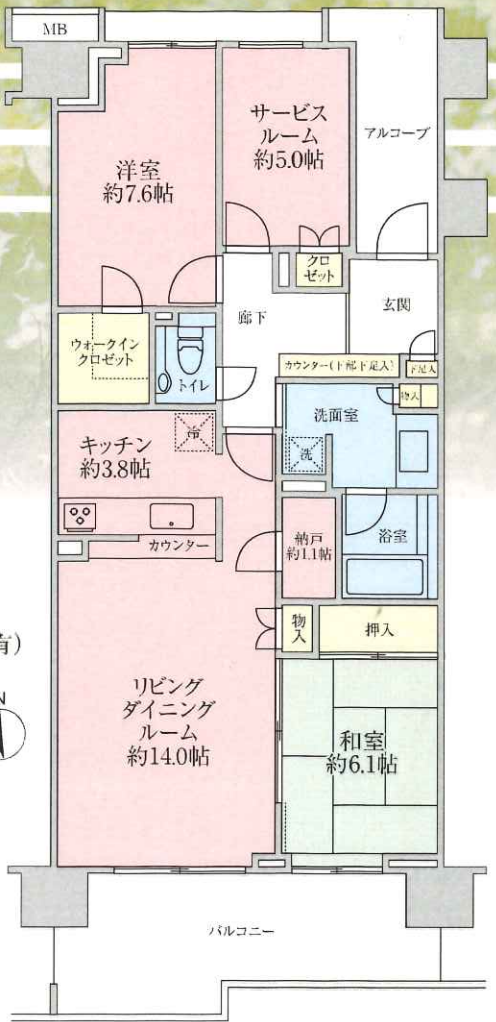 MB
サービス
ルーム
約5.0帖
アルコーブ
洋室
約7.6帖
クロ
ゼット
玄関
廊下
ウォークイン
クロゼット
トイレ
カウンター(下部下足入)
下足入
物入
洗面室
キッチン
約3.8帖
冷
洗
カウンター
納戸
約1.1帖
浴室
物
入
押入
有)
N
リビング
ダイニング
ルーム
約14.0帖
和室
約6.1帖
バルコニー